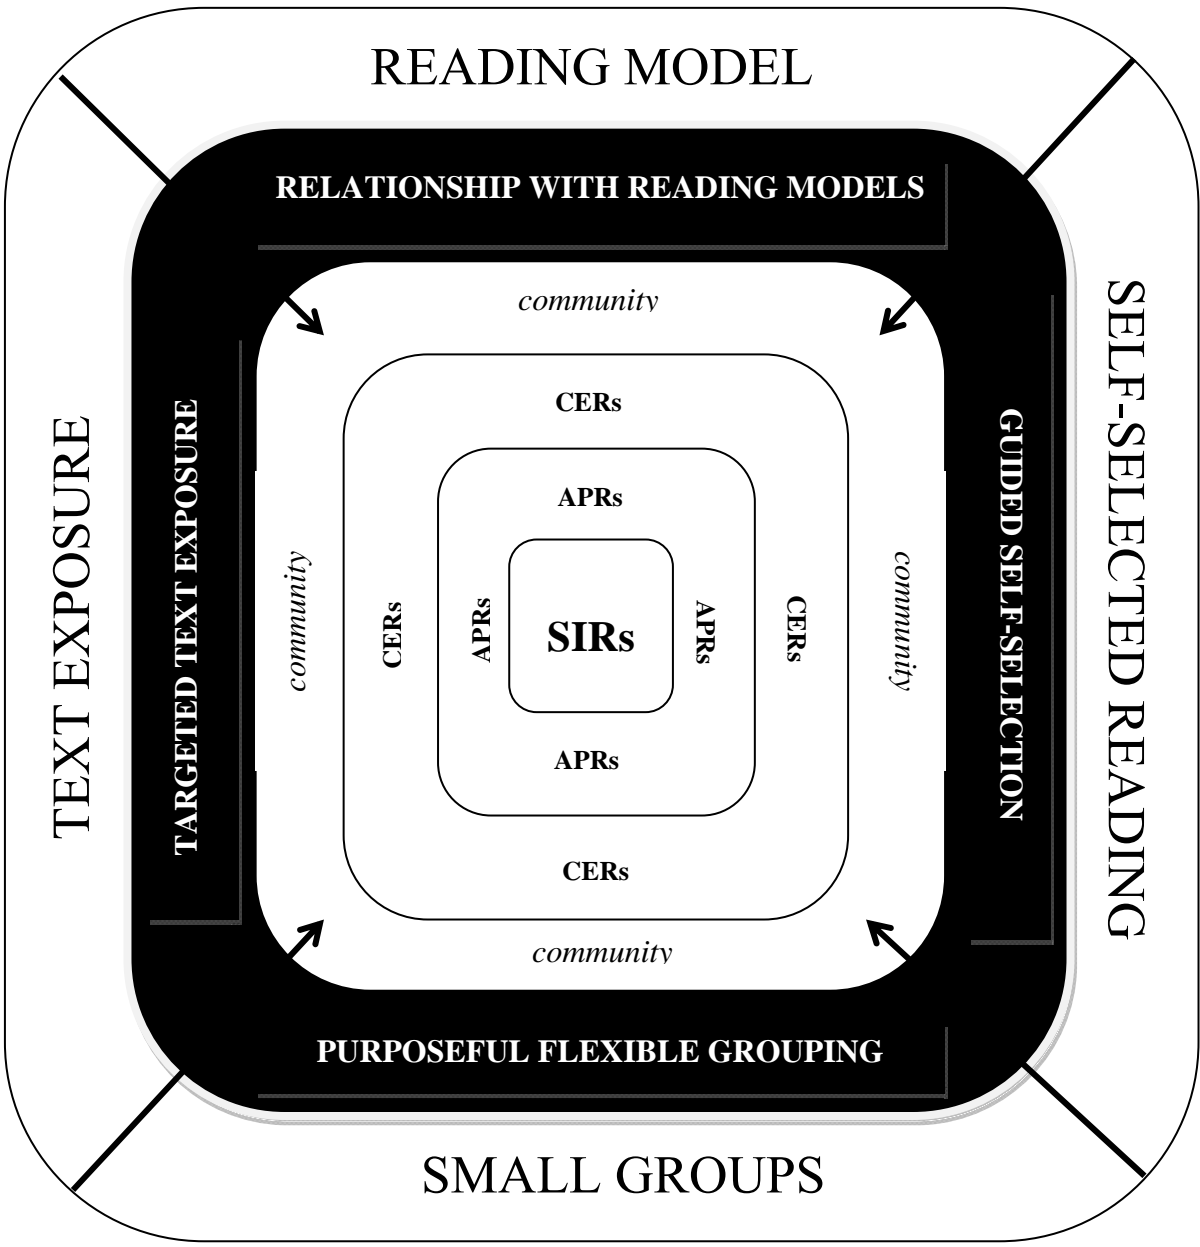 READING MODEL
RELATIONSHIP WITH READING MODELS
community
CERs
APRs
TEXT EXPOSURE
TARGETED TEXT EXPOSURE
community
CERs
APRs
SIRs
APRs
CERs
community
GUIDED SELF-SELECTION
SELF-SELECTED READING
APRs
CERs
community
PURPOSEFUL FLEXIBLE GROUPING
SMALL GROUPS